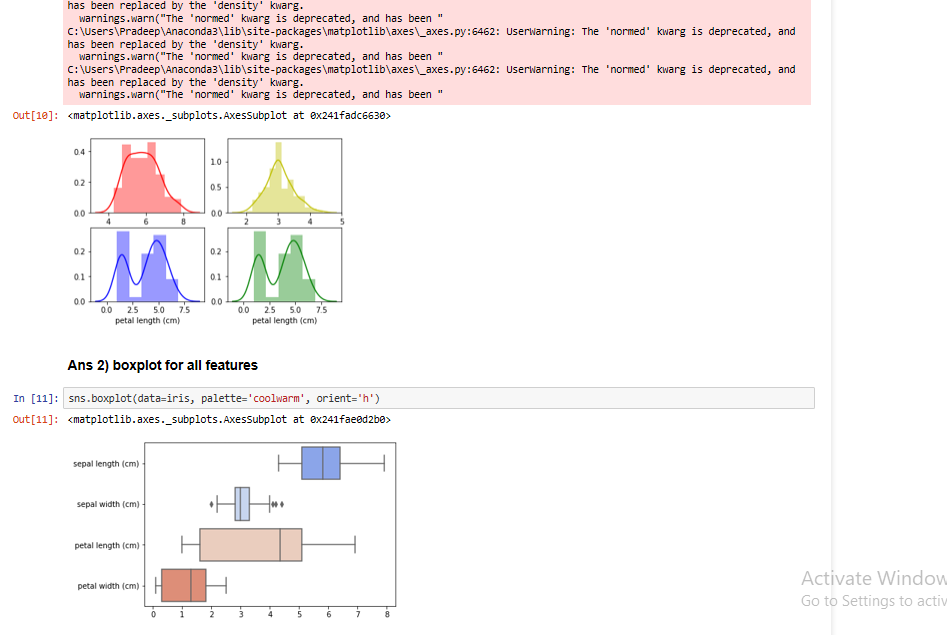 has been replaced by the 'density' kwarg.
warnings.warn("The 'normed' kwarg is deprecated, and has been "
C:\Users\Pradeep\Anaconda3\lib\site-packages\matplotlib\axes\_axes.py:6462: UserWarning: The 'normed' kwarg is deprecated, and
has been replaced by the 'density' kwarg.
warnings.warn("The 'normed' kwarg is deprecated, and has been "
C:\Users\Pradeep\Anaconda3\lib\site-packages\matplotlib\axes\_axes.py:6462: UserWarning: The 'normed' kwarg is deprecated, and
has been replaced by the 'density' kwarg.
warnings.warn("The 'normed' kwarg is deprecated, and has been "
Out[10]: <matplotlib.axes._subplots.AxesSubplot at 0x241fadc6630>
0.4
0.2
0.0
4 6 8
1.0
0.5
0.0
2 3 4 5
0.2
0.1
0.0
0.0 2.5 5.0 7.5
petal length (cm)
0.2
0.1
0.0
0.0 2.5 5.0 7.5
petal length (cm)
Ans 2) boxplot for all features
In [11]: sns.boxplot(data=iris, palette='coolwarm', orient='h')
Out[11]: <matplotlib.axes._subplots.AxesSubplot at 0x241fae0d2b0>
sepal length (cm)
sepal width (cm)
petal length (cm)
petal width (cm)
0 1 2 3 4 5 6 7 8
Activate Window
Go to Settings to activ